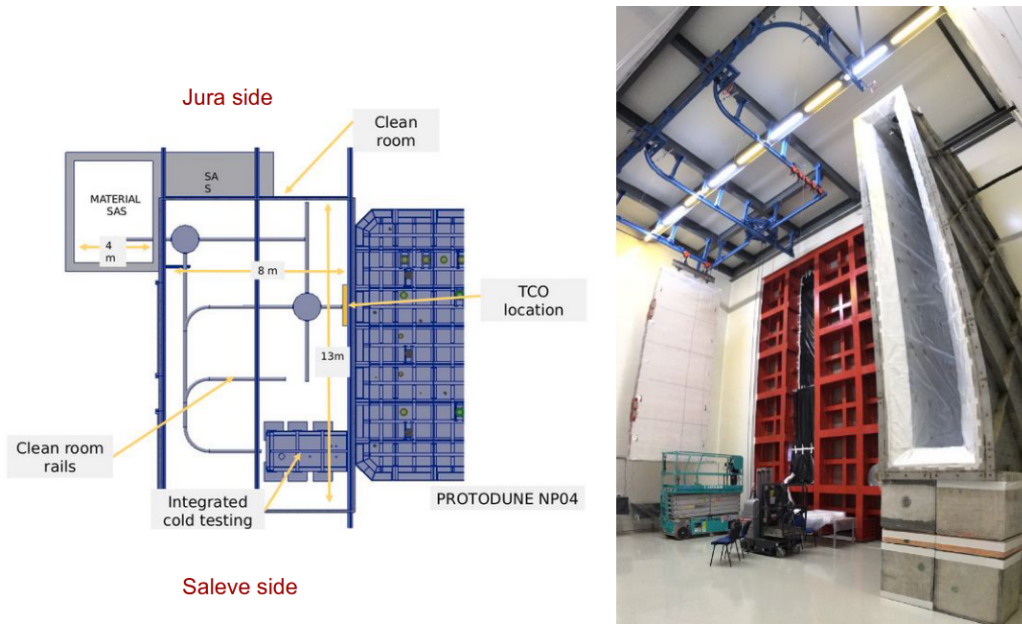 Jura side
Clean
room
SA
S
MATERIAL
SAS
4
m
8 m
TCO
location
13m
Clean room
rails
Integrated
cold testing
PROTODUNE NP04
Saleve side